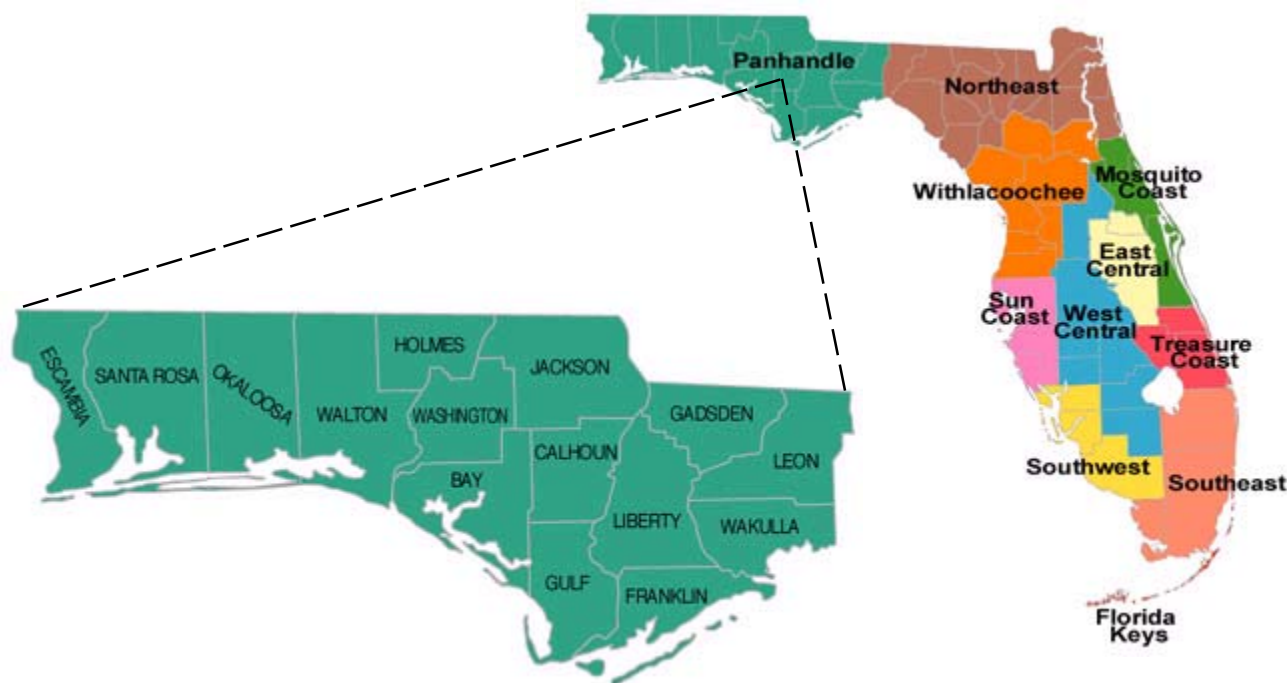 Panhandle
Northeast
Mosquito
Coast
Withlacoochee
East
Central
Sun
Coast
West
Central
Treasure
Coast
Southwest
Southeast
Florida
Keys
ESCAMBIA
SANTA ROSA
OKALOOSA
WALTON
HOLMES
WASHINGTON
JACKSON
BAY
CALHOUN
GULF
LIBERTY
GADSDEN
LEON
WAKULLA
FRANKLIN